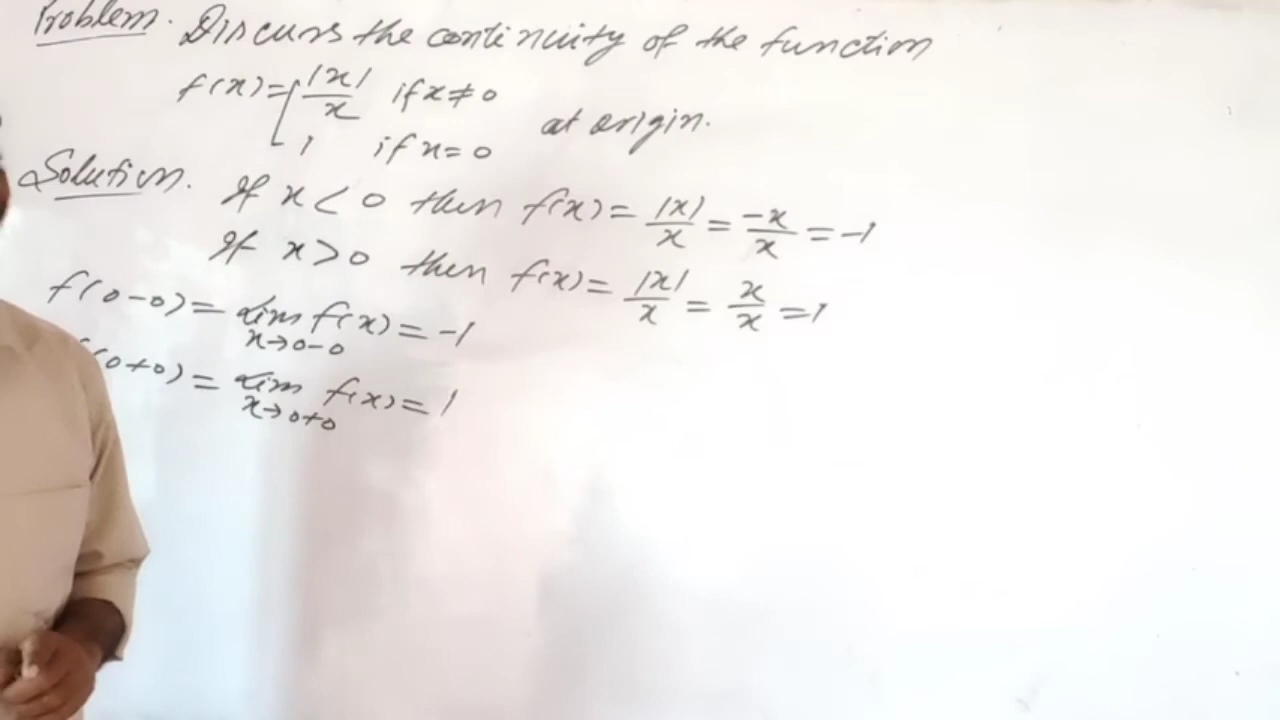 Problem. Discuss the continuity of the function
f(x)= { |x|/x if x≠0
1 if x=0 at origin.
Solution. If x<0 then f(x)= |x|/x = -x/x = -1
If x>0 then f(x)= |x|/x = x/x =1
f(0-0)= lim x→0-0 f(x)= -1
(0+0)= lim x→0+0 f(x)= 1